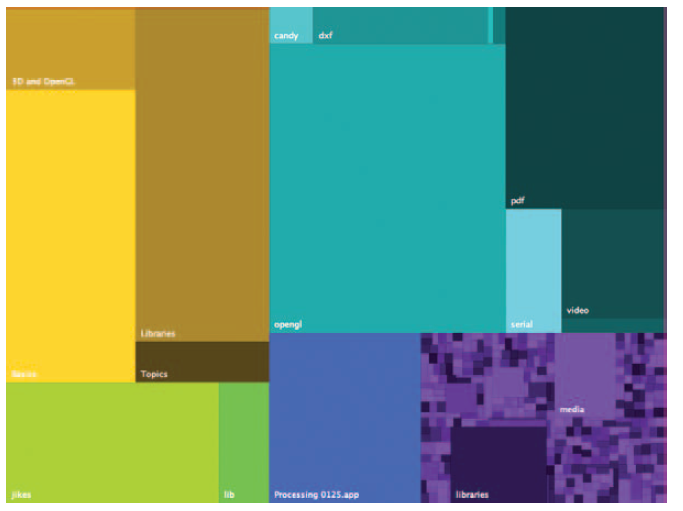 candy
dxf
3D and OpenGL
pdf
video
opengl
serial
Libraries
Basics
Topics
media
jikes
lib
Processing 0125.app
libraries